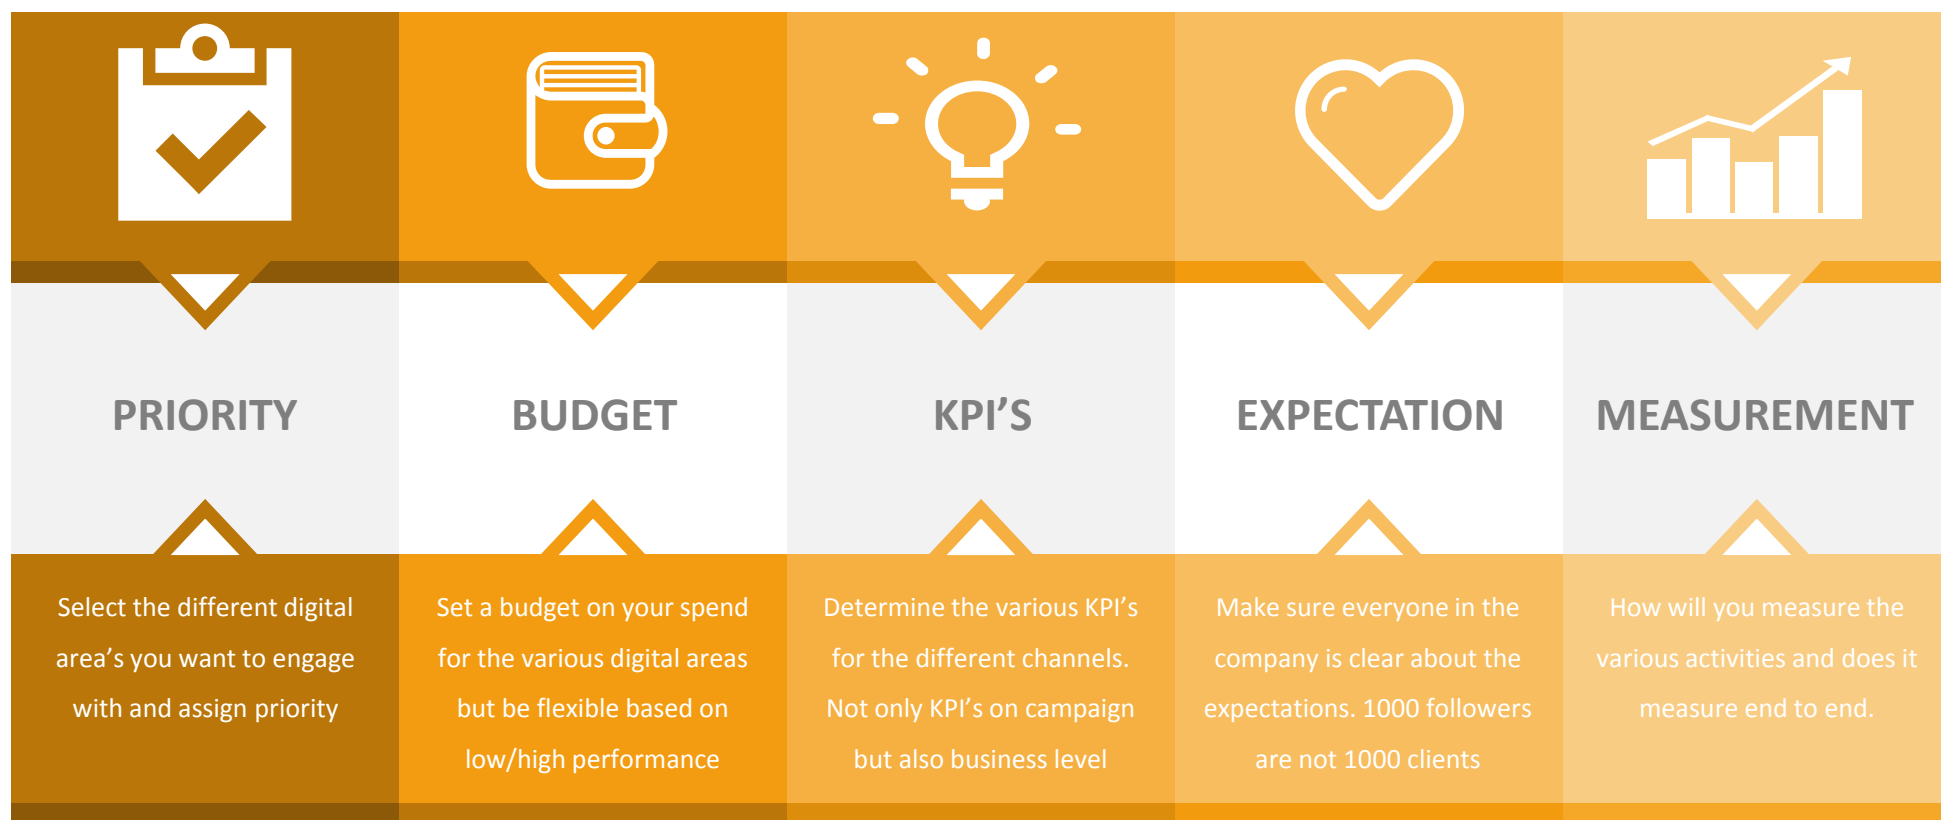 PRIORITY
BUDGET
KPI’S
EXPECTATION
MEASUREMENT
Select the different digital
area’s you want to engage
with and assign priority
Set a budget on your spend
for the various digital areas
but be flexible based on
low/high performance
Determine the various KPI’s
for the different channels.
Not only KPI’s on campaign
but also business level
Make sure everyone in the
company is clear about the
expectations. 1000 followers
are not 1000 clients
How will you measure the
various activities and does it
measure end to end.